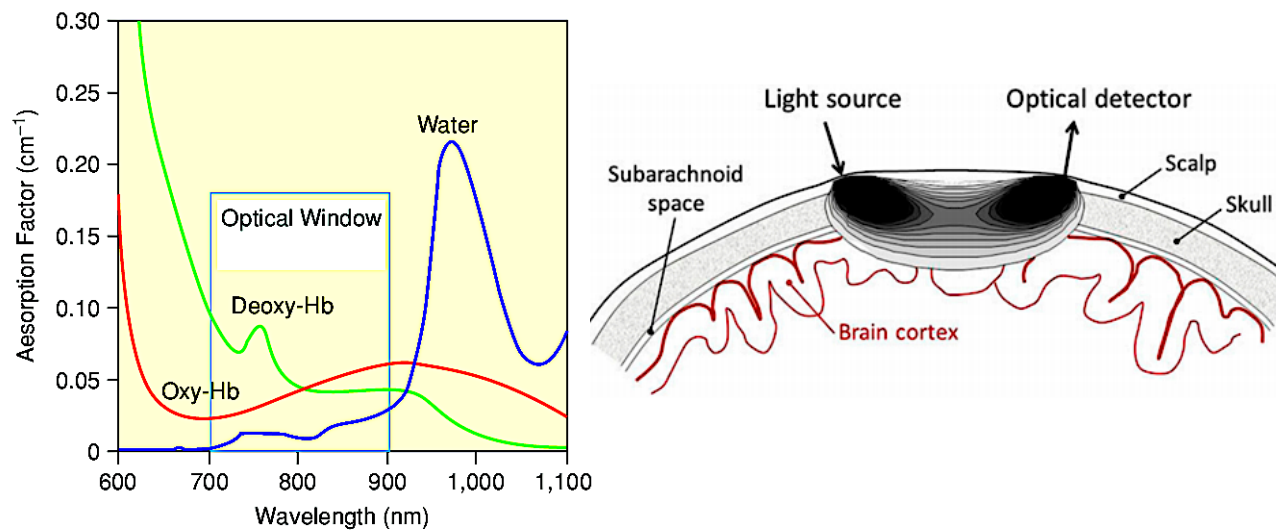 0.30
0.25
0.20
0.15
0.10
0.05
0
Aesorption Factor (cm⁻¹)
Water
Optical Window
Deoxy-Hb
Oxy-Hb
600 700 800 900 1,000 1,100
Wavelength (nm)
Light source
Optical detector
Subarachnoid
space
Scalp
Skull
Brain cortex